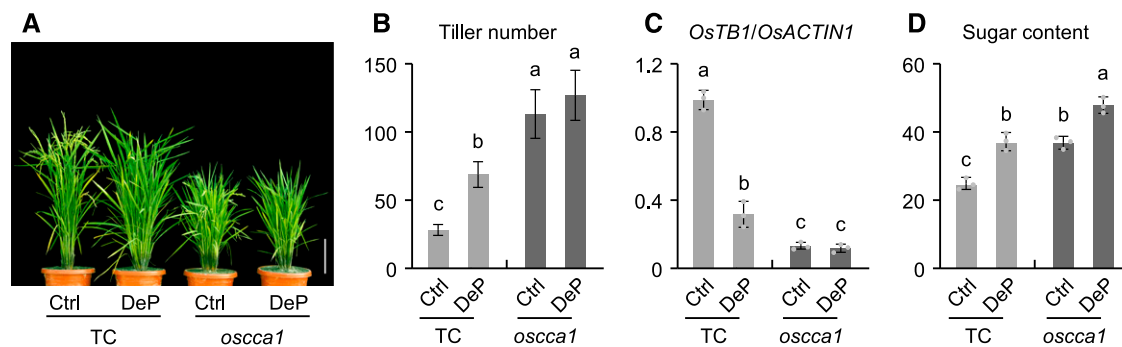 A
Ctrl DeP Ctrl DeP
TC oscca1
B
Tiller number
150
100
50
0
c b a a
Ctrl DeP Ctrl DeP
TC oscca1
C
OsTB1/OsACTIN1
1.2
0.8
0.4
0
a b c c
Ctrl DeP Ctrl DeP
TC oscca1
D
Sugar content
60
40
20
0
c b b a
Ctrl DeP Ctrl DeP
TC oscca1